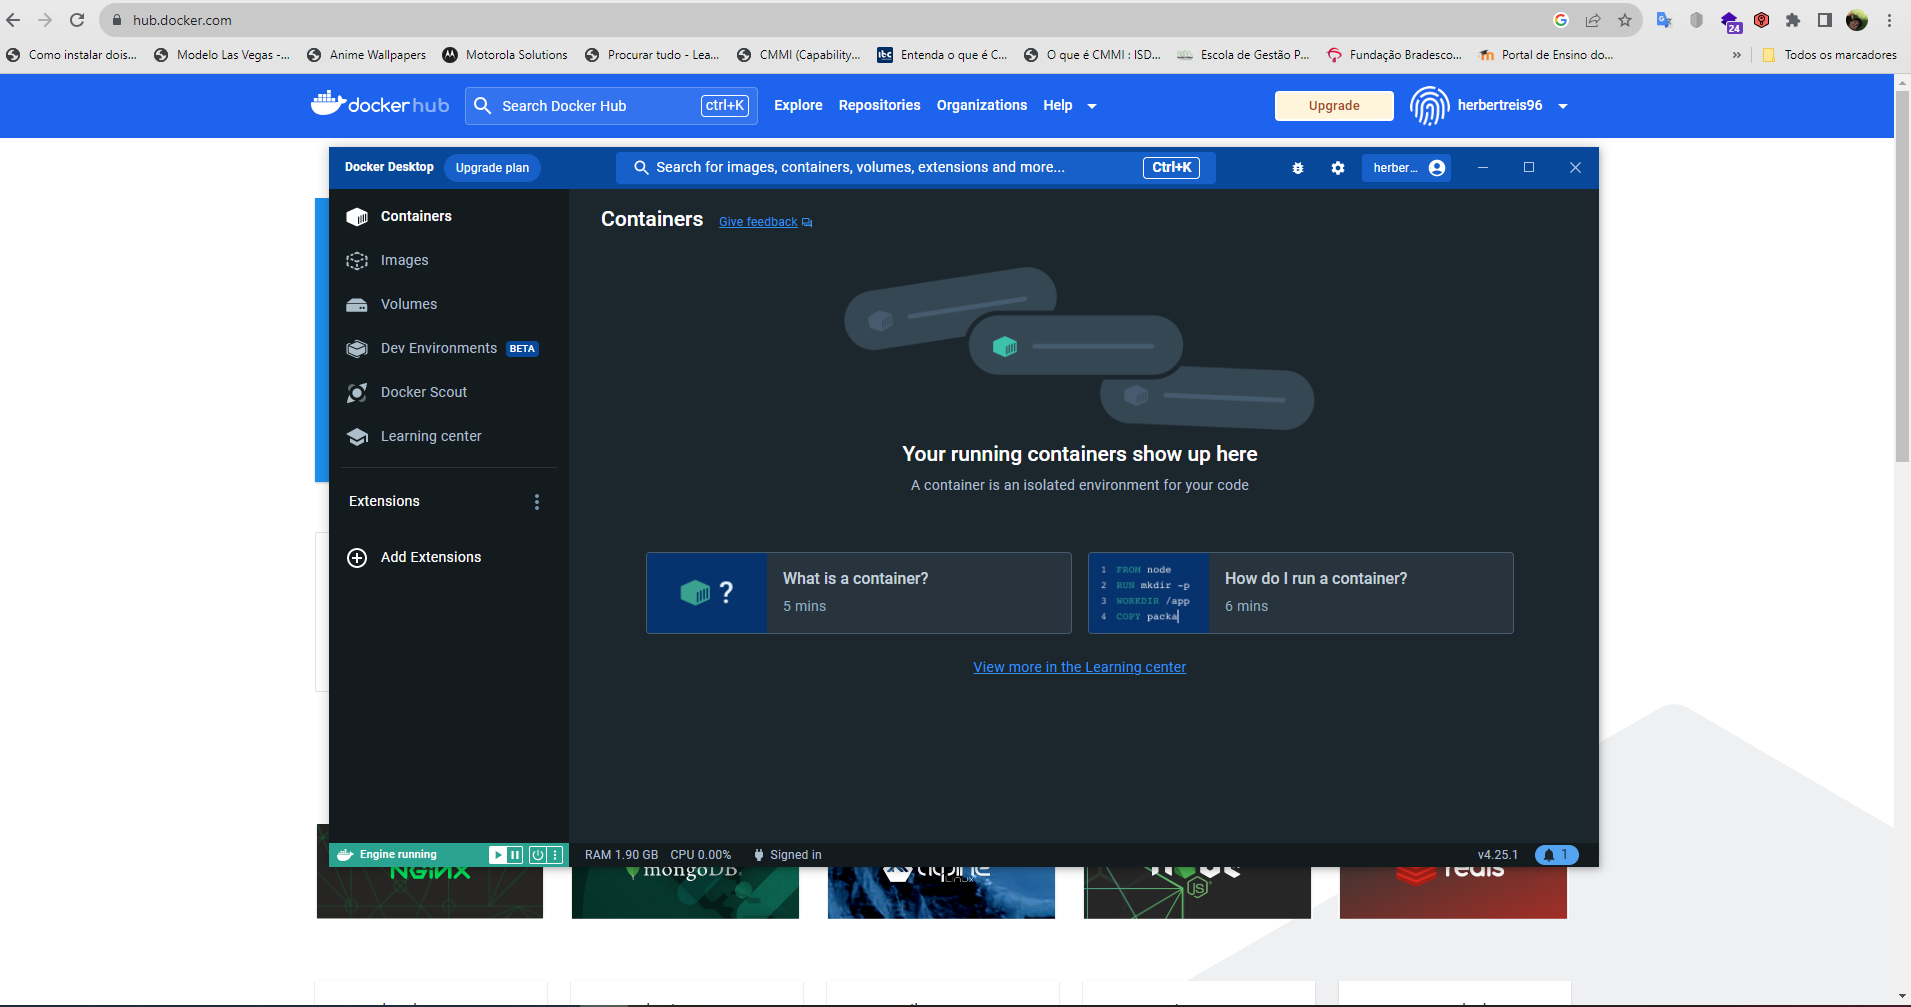 hub.docker.com
24
Como instalar dois...
Modelo Las Vegas -...
Anime Wallpapers
Motorola Solutions
Procurar tudo - Lea...
CMMI (Capability...
itc
Entenda o que é C...
O que é CMMI : ISD...
Escola de Gestão P...
Fundação Bradesco...
Portal de Ensino do...
»
Todos os marcadores
docker hub
Search Docker Hub
ctrl+K
Explore
Repositories
Organizations
Help
Upgrade
herbertreis96
Docker Desktop
Upgrade plan
Search for images, containers, volumes, extensions and more...
Ctrl+K
herber...
Containers
Images
Volumes
Dev Environments BETA
Docker Scout
Learning center
Extensions
Add Extensions
Containers
Give feedback
Your running containers show up here
A container is an isolated environment for your code
?
What is a container?
5 mins
1 FROM node
2 RUN mkdir -p
3 WORKDIR /app
4 COPY packa
How do I run a container?
6 mins
View more in the Learning center
Engine running
RAM 1.90 GB CPU 0.00%
Signed in
v4.25.1
1
NGINX
mongoDB
alpine
LINUX
JS
redis